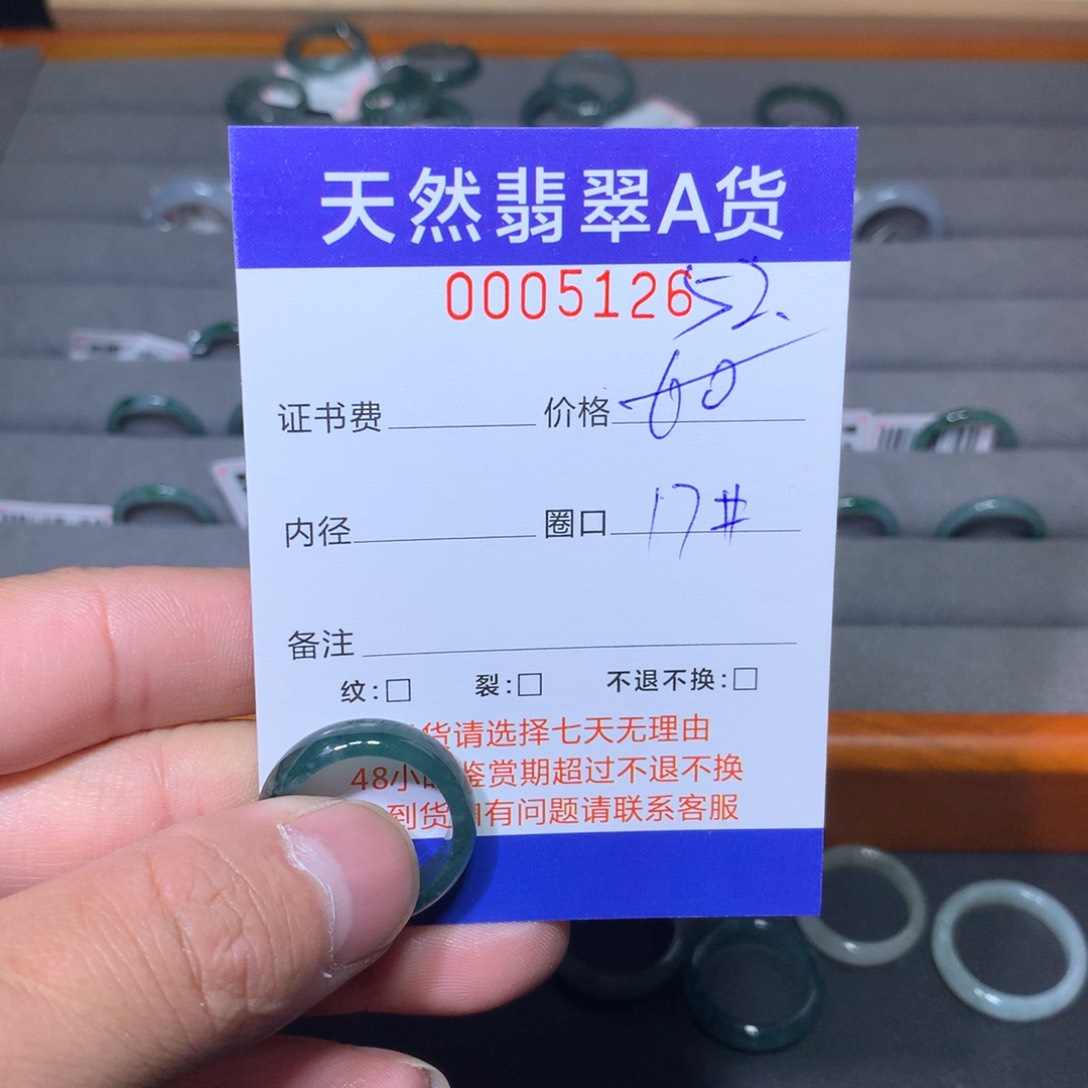 天然翡翠A货
0005126
52.
证书费 价格 60
内径 圈口 17#
备注
纹:□ 裂:□ 不退不换:□
货请选择七天无理由
48小 鉴赏期超过不退不换
到货 有问题请联系客服